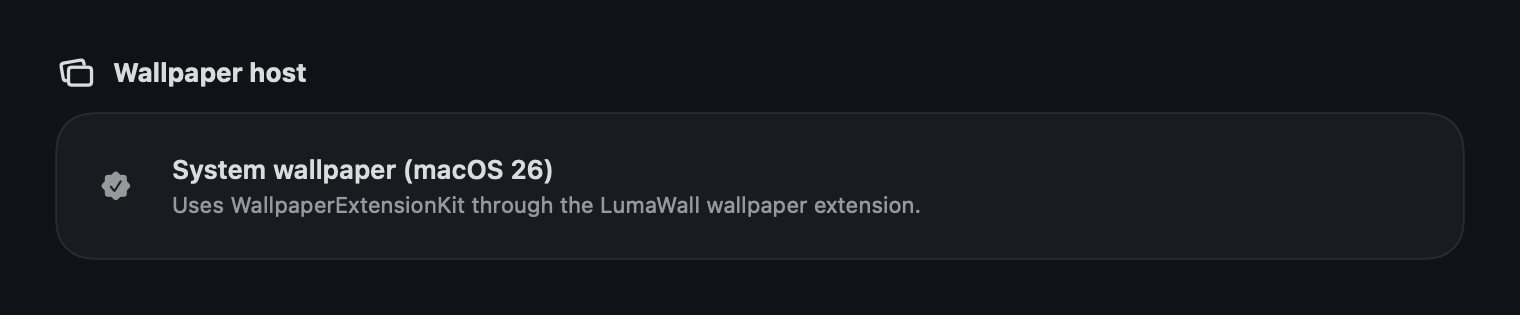 Wallpaper host
System wallpaper (macOS 26)
Uses WallpaperExtensionKit through the LumaWall wallpaper extension.